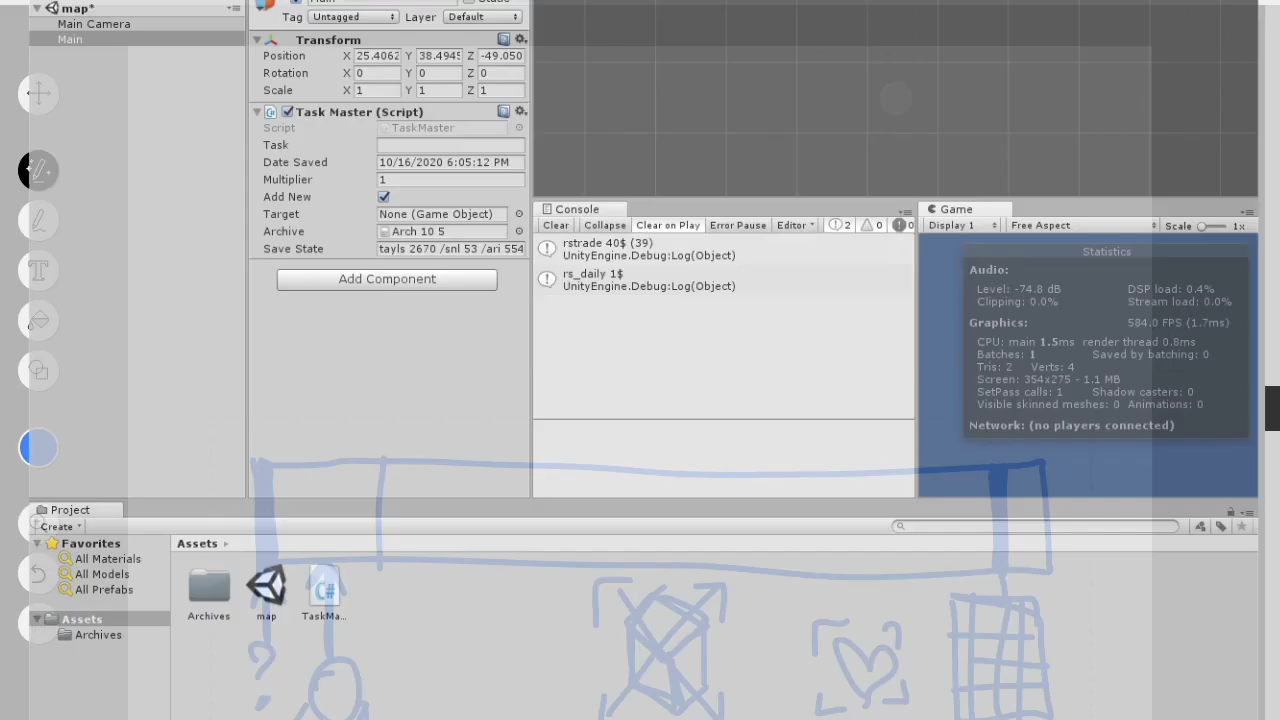 map*
Main Camera
Main
Tag Untagged Layer Default
Transform
Position X 25.4062 Y 38.4945 Z -49.050
Rotation X 0 Y 0 Z 0
Scale X 1 Y 1 Z 1
Task Master (Script)
Script TaskMaster
Task
Date Saved 10/16/2020 6:05:12 PM
Multiplier 1
Add New
Target None (Game Object)
Archive Arch 10 5
Save State tayls 2670 /snl 53 /ari 554
Add Component
Console
Clear Collapse Clear on Play Error Pause Editor 2 0 0
rstrade 40$ (39)
UnityEngine.Debug:Log(Object)
rs_daily 1$
UnityEngine.Debug:Log(Object)
Game
Display 1 Free Aspect Scale 1x
Statistics
Audio:
Level: -74.8 dB DSP load: 0.4%
Clipping: 0.0% Stream load: 0.0%
Graphics: 584.0 FPS (1.7ms)
CPU: main 1.5ms render thread 0.8ms
Batches: 1 Saved by batching: 0
Tris: 2 Verts: 4
Screen: 354x275 - 1.1 MB
SetPass calls: 1 Shadow casters: 0
Visible skinned meshes: 0 Animations: 0
Network: (no players connected)
Project
Create
Favorites
All Materials
All Models
All Prefabs
Assets
Archives
Assets
Archives map TaskMa...
?